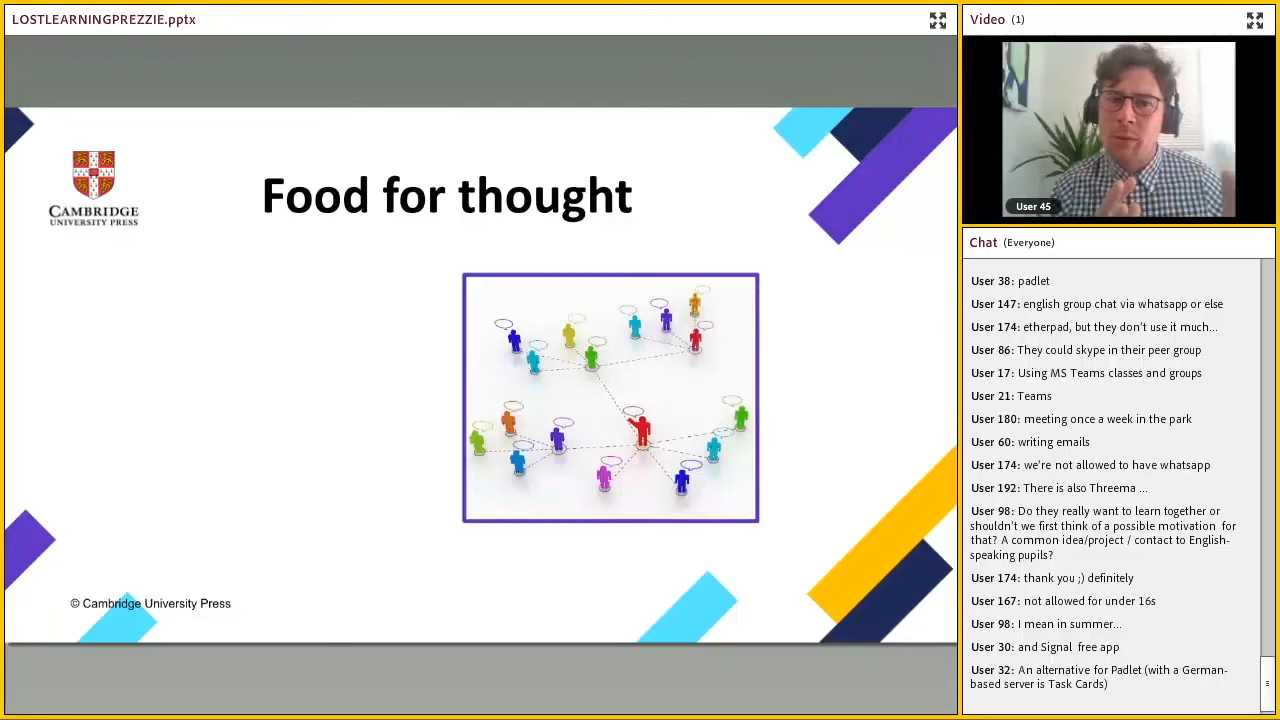 LOSTLEARNINGPREZZIE.pptx
CAMBRIDGE
UNIVERSITY PRESS
Food for thought
© Cambridge University Press
Video (1)
User 45
Chat (Everyone)
User 38: padlet
User 147: english group chat via whatsapp or else
User 174: etherpad, but they don't use it much...
User 86: They could skype in their peer group
User 17: Using MS Teams classes and groups
User 21: Teams
User 180: meeting once a week in the park
User 60: writing emails
User 174: we're not allowed to have whatsapp
User 192: There is also Threema ...
User 98: Do they really want to learn together or
shouldn't we first think of a possible motivation for
that? A common idea/project / contact to English-
speaking pupils?
User 174: thank you ;) definitely
User 167: not allowed for under 16s
User 98: I mean in summer...
User 30: and Signal free app
User 32: An alternative for Padlet (with a German-
based server is Task Cards)